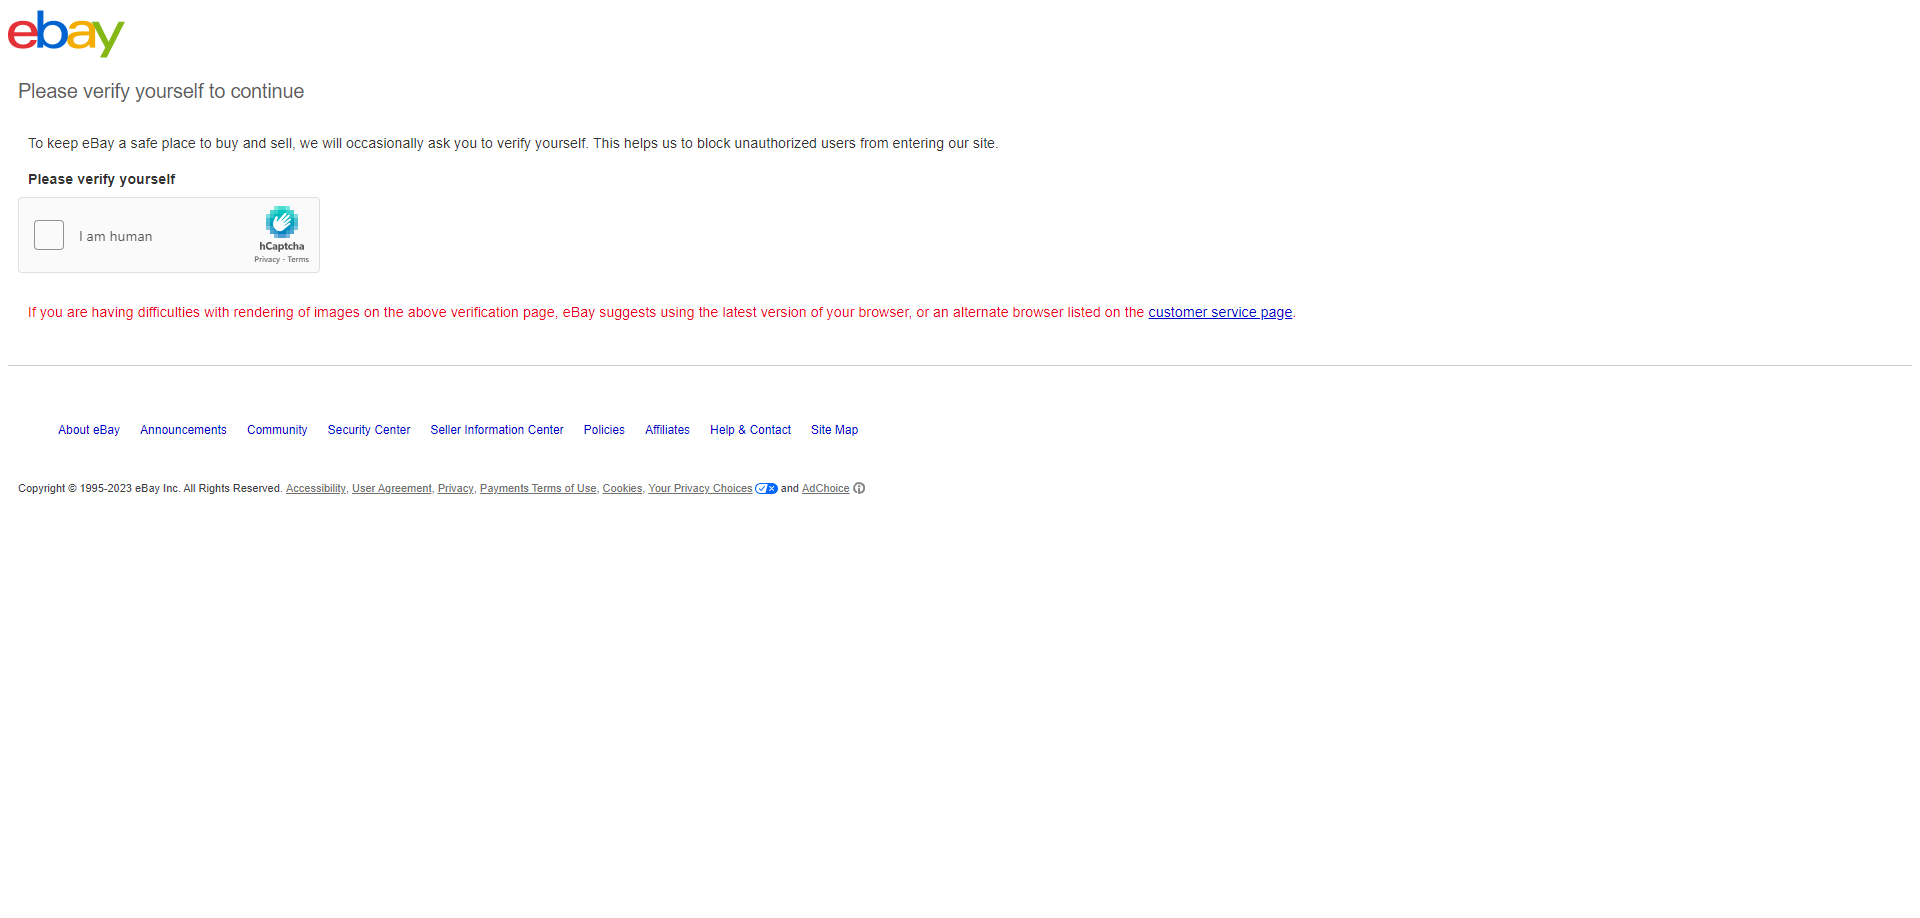 ebay
Please verify yourself to continue
To keep eBay a safe place to buy and sell, we will occasionally ask you to verify yourself. This helps us to block unauthorized users from entering our site.
Please verify yourself
I am human
hCaptcha
Privacy - Terms
If you are having difficulties with rendering of images on the above verification page, eBay suggests using the latest version of your browser, or an alternate browser listed on the customer service page.
About eBay Announcements Community Security Center Seller Information Center Policies Affiliates Help & Contact Site Map
Copyright © 1995-2023 eBay Inc. All Rights Reserved. Accessibility, User Agreement, Privacy, Payments Terms of Use, Cookies, Your Privacy Choices and AdChoice